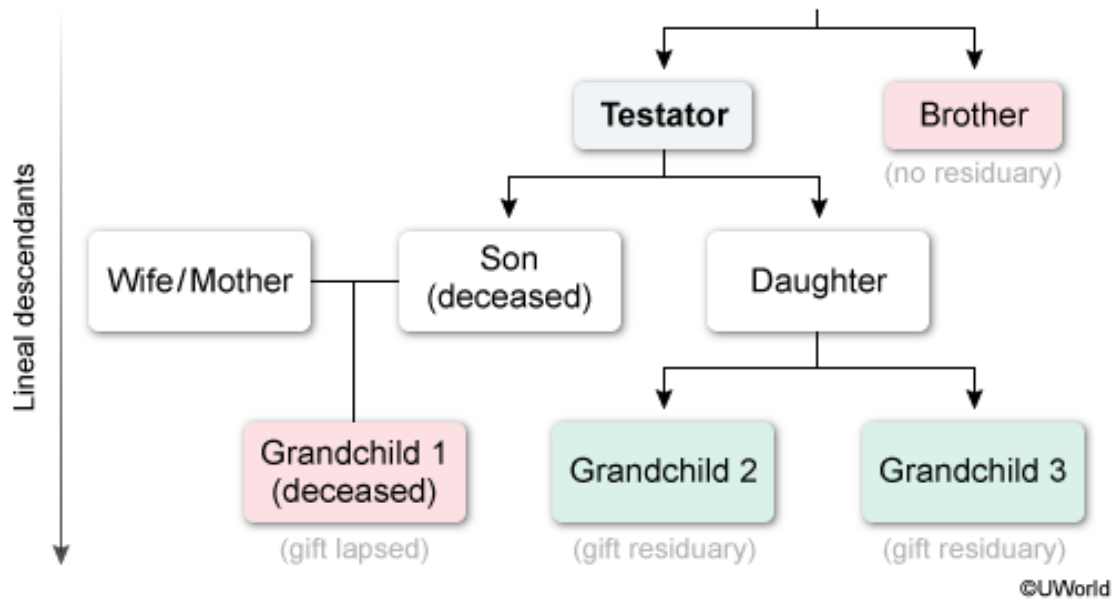 Testator
Brother
(no residuary)
Lineal descendants
Wife/Mother
Son
(deceased)
Daughter
Grandchild 1
(deceased)
Grandchild 2
Grandchild 3
(gift lapsed)
(gift residuary)
(gift residuary)
©UWorld